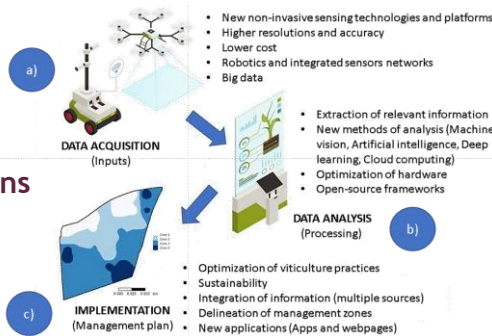 • New non-invasive sensing technologies and platforms
• Higher resolutions and accuracy
• Lower cost
• Robotics and integrated sensors networks
• Big data
a)
DATA ACQUISITION
(Inputs)
• Extraction of relevant information
• New methods of analysis (Machine
vision, Artificial intelligence, Deep
learning, Cloud computing)
• Optimization of hardware
• Open-source frameworks
ns
DATA ANALYSIS
(Processing)
b)
• Optimization of viticulture practices
• Sustainability
• Integration of information (multiple sources)
• Delineation of management zones
• New applications (Apps and webpages)
c)
IMPLEMENTATION
(Management plan)